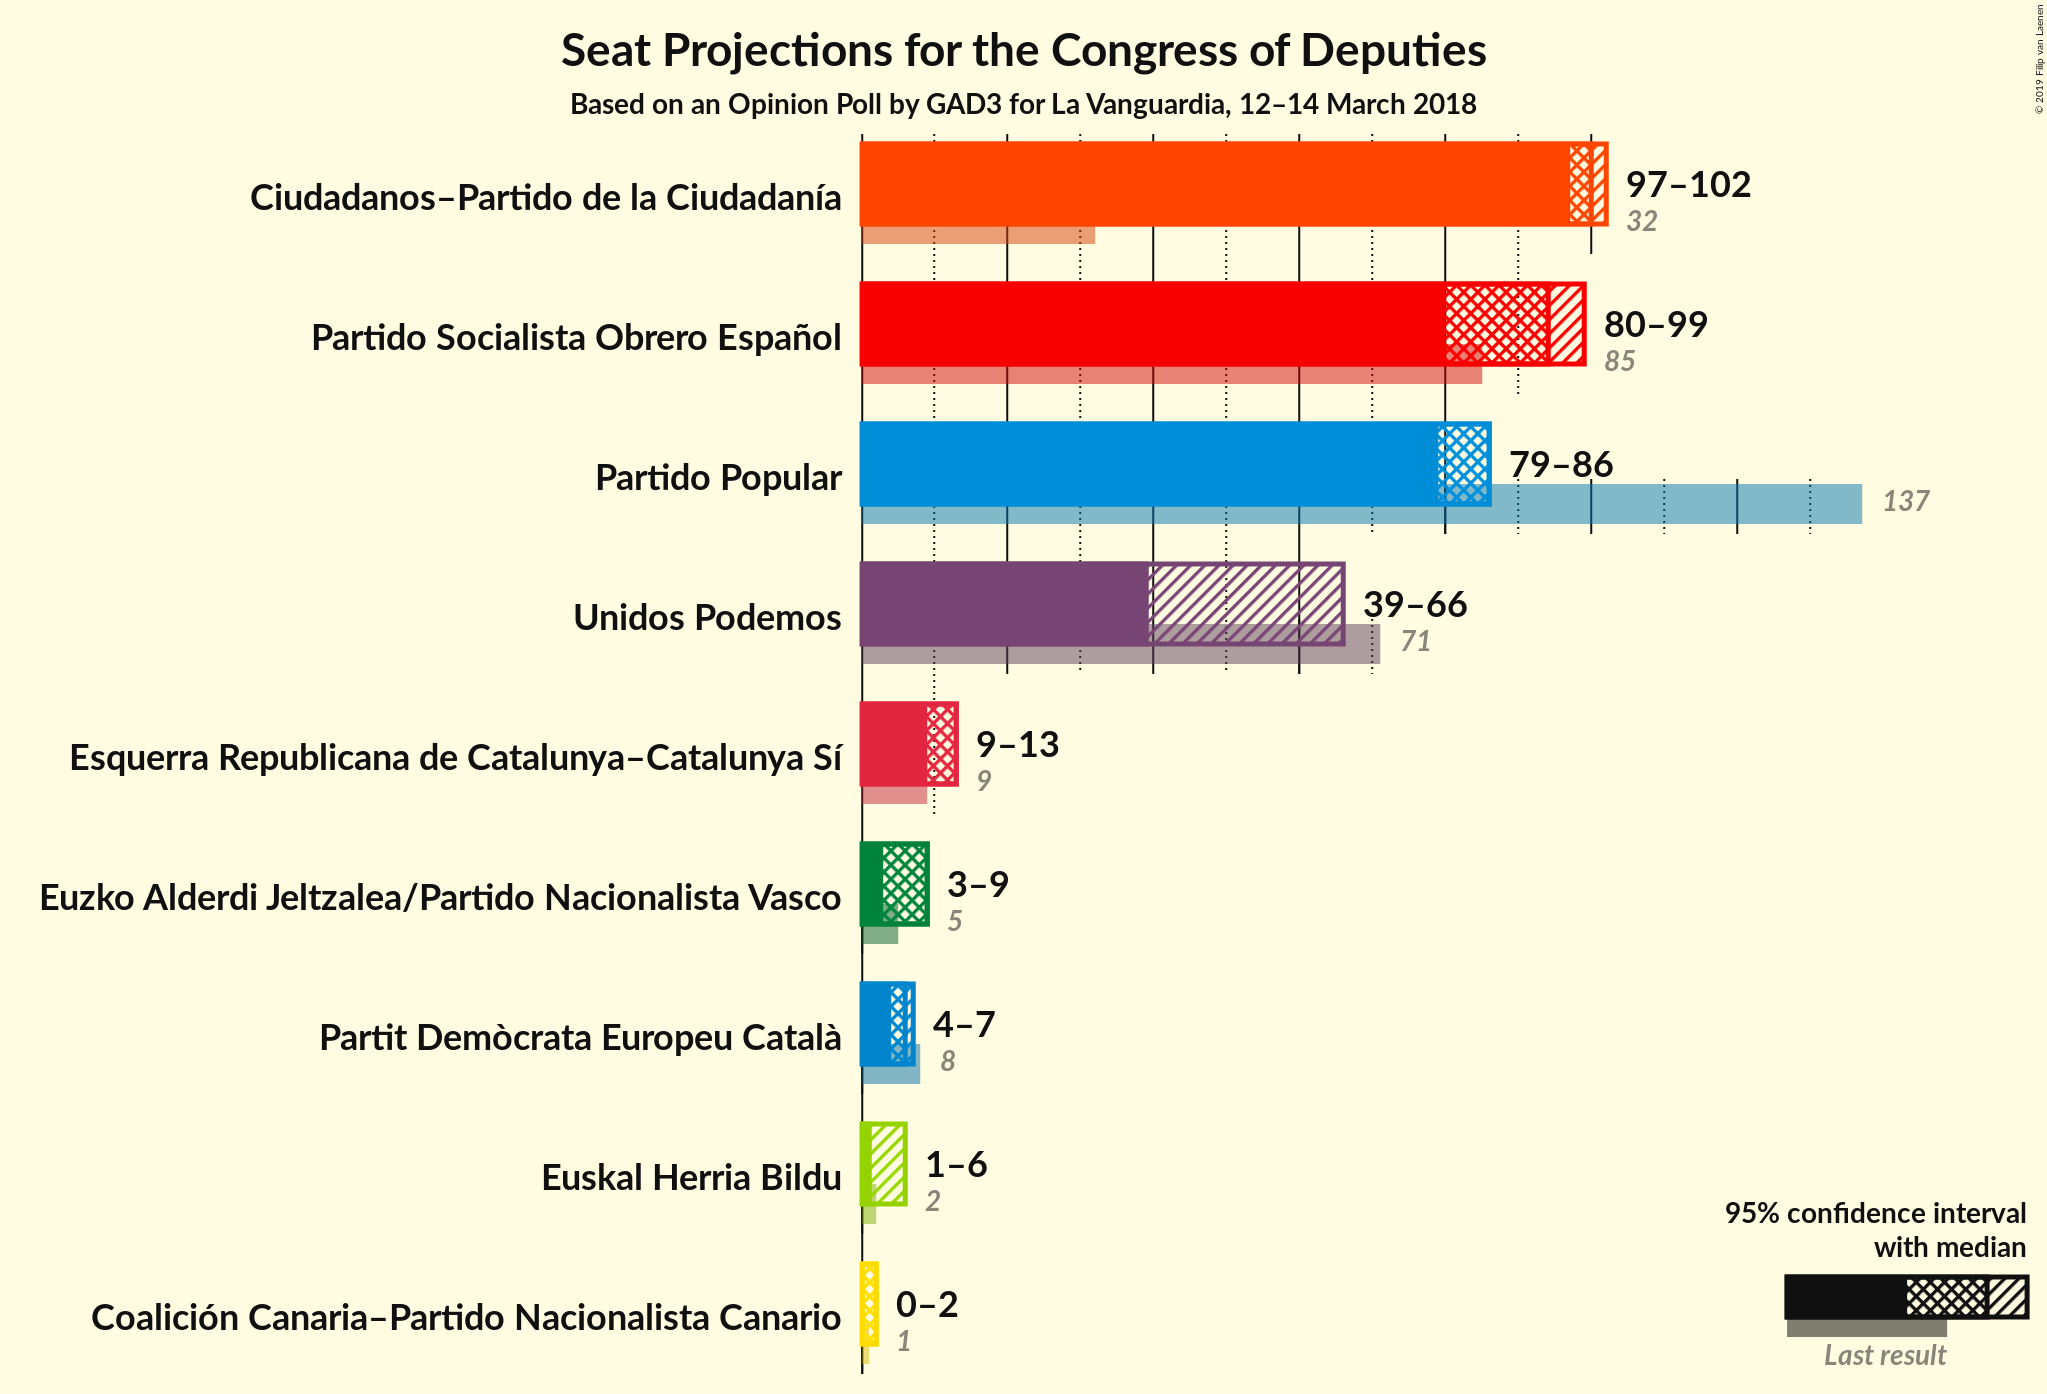 Seat Projections for the Congress of Deputies
Based on an Opinion Poll by GAD3 for La Vanguardia, 12–14 March 2018
© 2019 Filip van Laenen
Ciudadanos–Partido de la Ciudadanía
97–102
32
Partido Socialista Obrero Español
80–99
85
Partido Popular
79–86
137
Unidos Podemos
39–66
71
Esquerra Republicana de Catalunya–Catalunya Sí
9–13
9
Euzko Alderdi Jeltzalea/Partido Nacionalista Vasco
3–9
5
Partit Demòcrata Europeu Català
4–7
8
Euskal Herria Bildu
1–6
2
Coalición Canaria–Partido Nacionalista Canario
0–2
1
95% confidence interval
with median
Last result